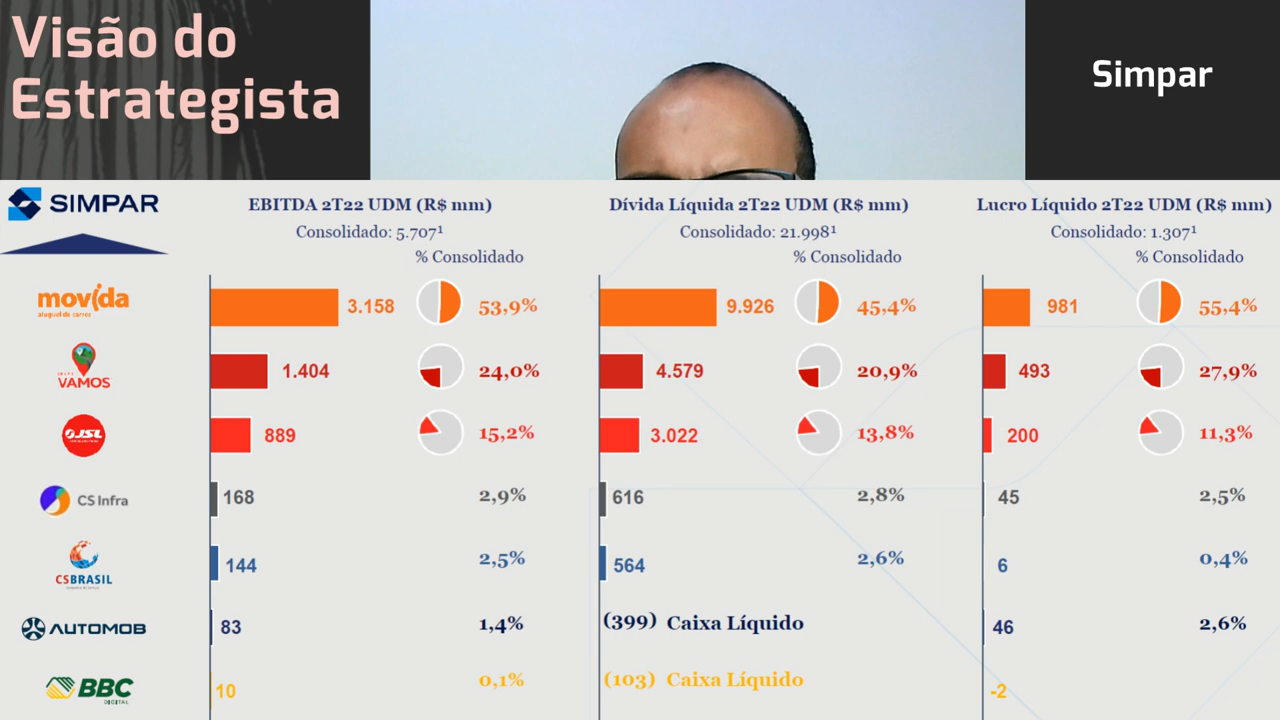 Visão do
Estrategista
Simpar
SIMPAR
EBITDA 2T22 UDM (R$ mm)
Consolidado: 5.707¹
% Consolidado
Dívida Líquida 2T22 UDM (R$ mm)
Consolidado: 21.998¹
% Consolidado
Lucro Líquido 2T22 UDM (R$ mm)
Consolidado: 1.307¹
% Consolidado
movida
aluguel de carros
3.158 53,9% 9.926 45,4% 981 55,4%
GRUPO
VAMOS
1.404 24,0% 4.579 20,9% 493 27,9%
JSL
889 15,2% 3.022 13,8% 200 11,3%
CS Infra 168 2,9% 616 2,8% 45 2,5%
CSBRASIL
144 2,5% 564 2,6% 6 0,4%
AUTOMOB 83 1,4% (399) Caixa Líquido 46 2,6%
BBC
DIGITAL
10 0,1% (103) Caixa Líquido -2